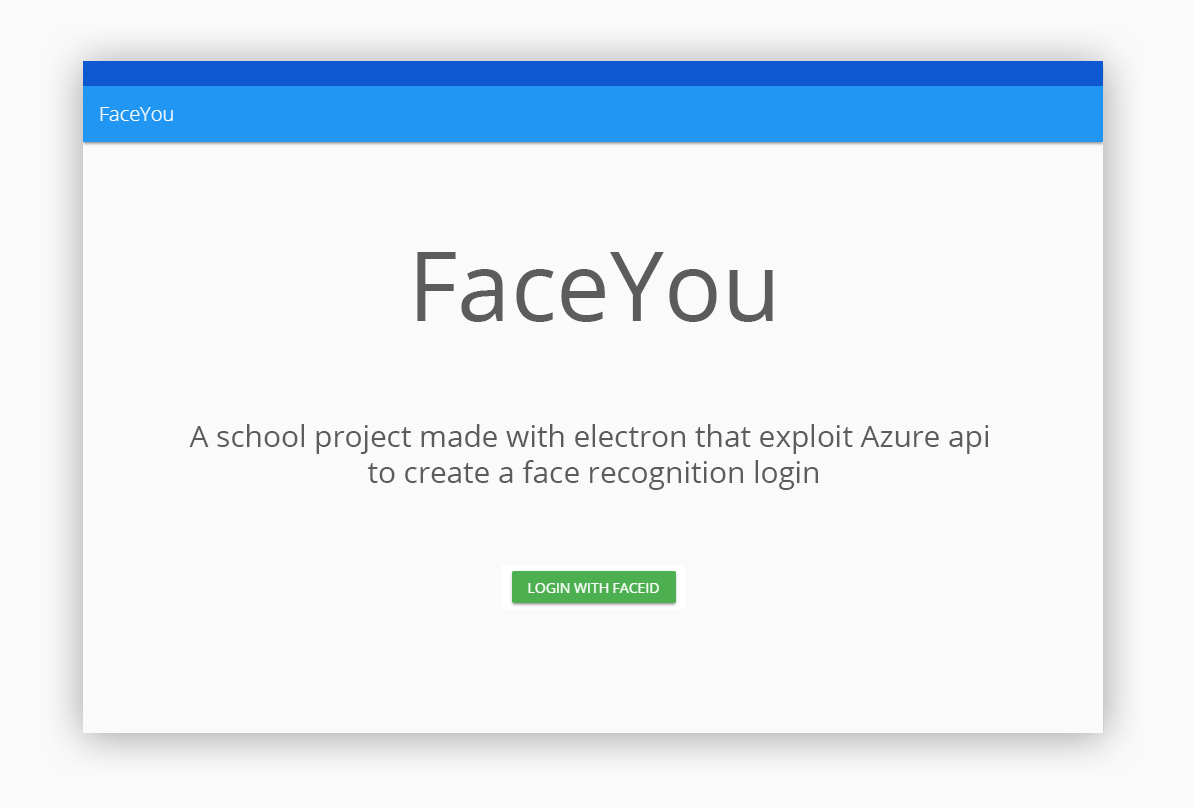 FaceYou
FaceYou
A school project made with electron that exploit Azure api
to create a face recognition login
LOGIN WITH FACEID